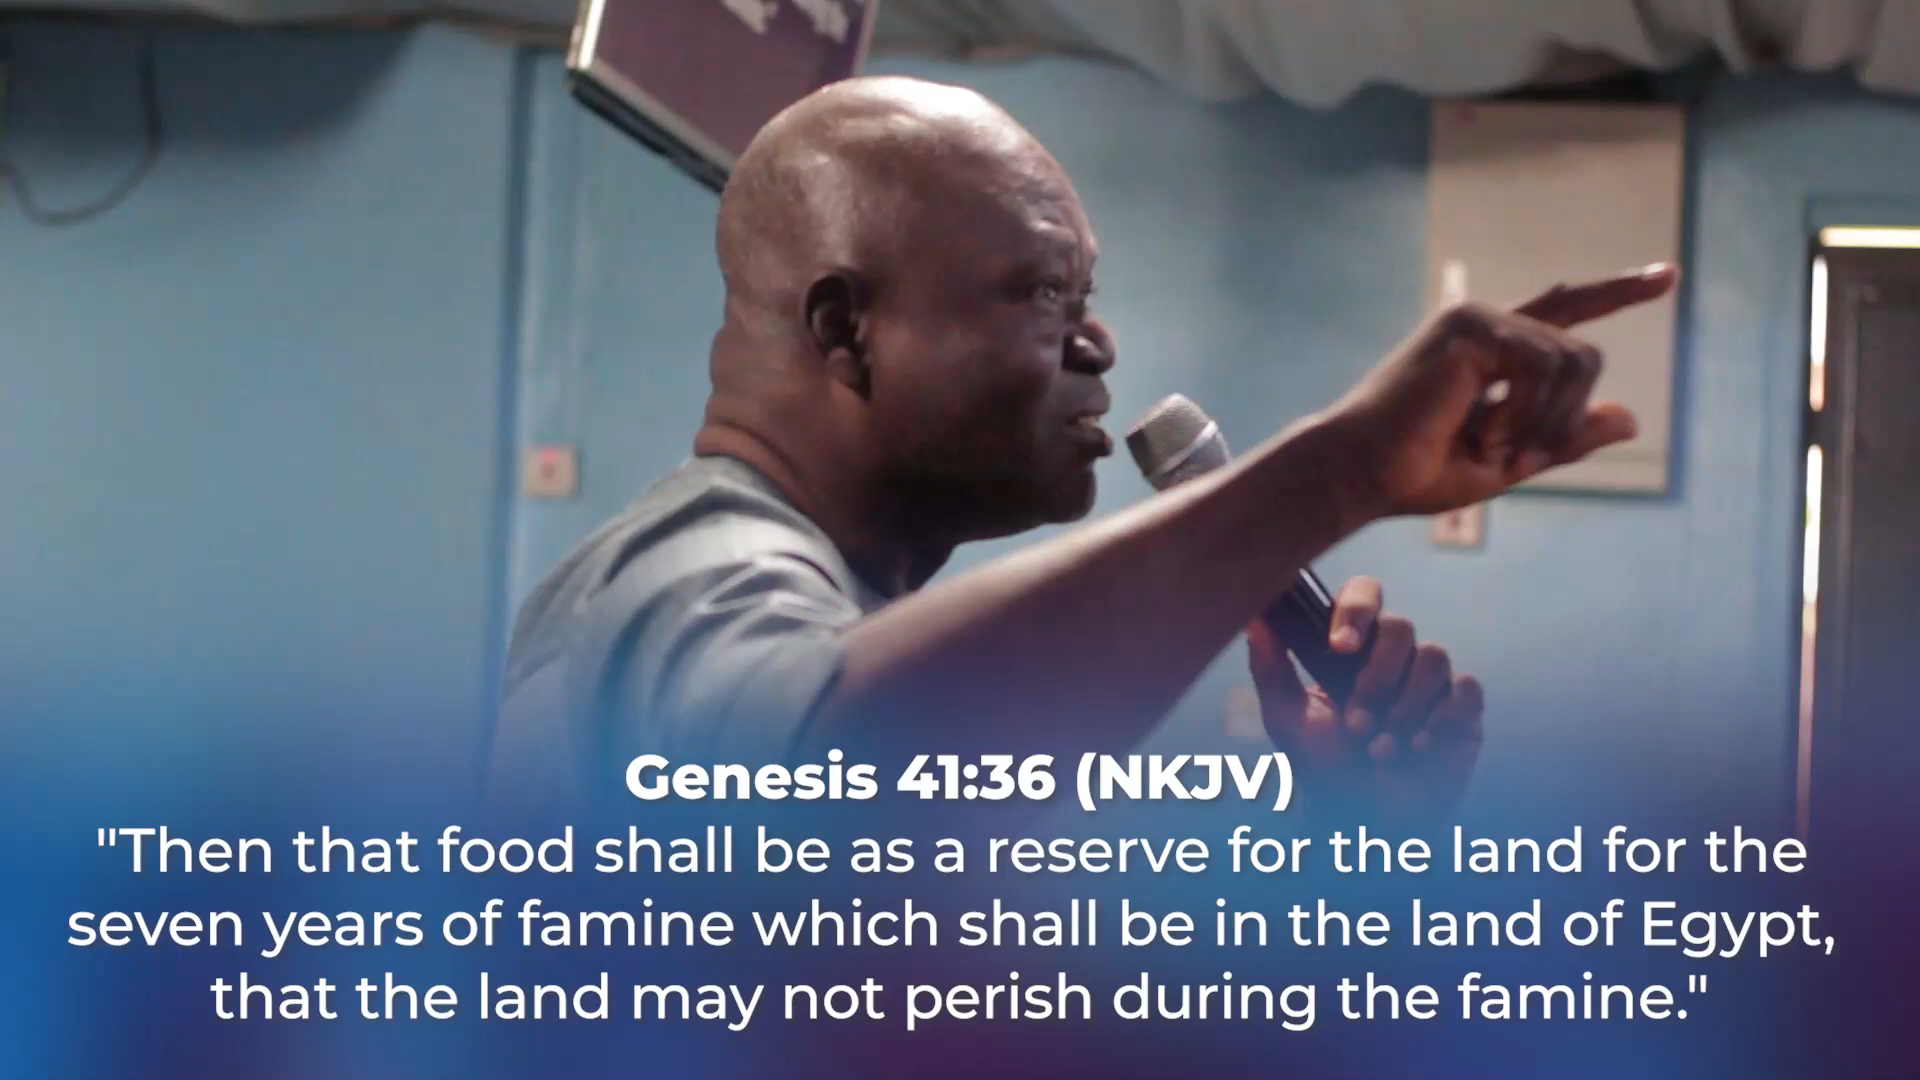 Genesis 41:36 (NKJV)
"Then that food shall be as a reserve for the land for the
seven years of famine which shall be in the land of Egypt,
that the land may not perish during the famine."